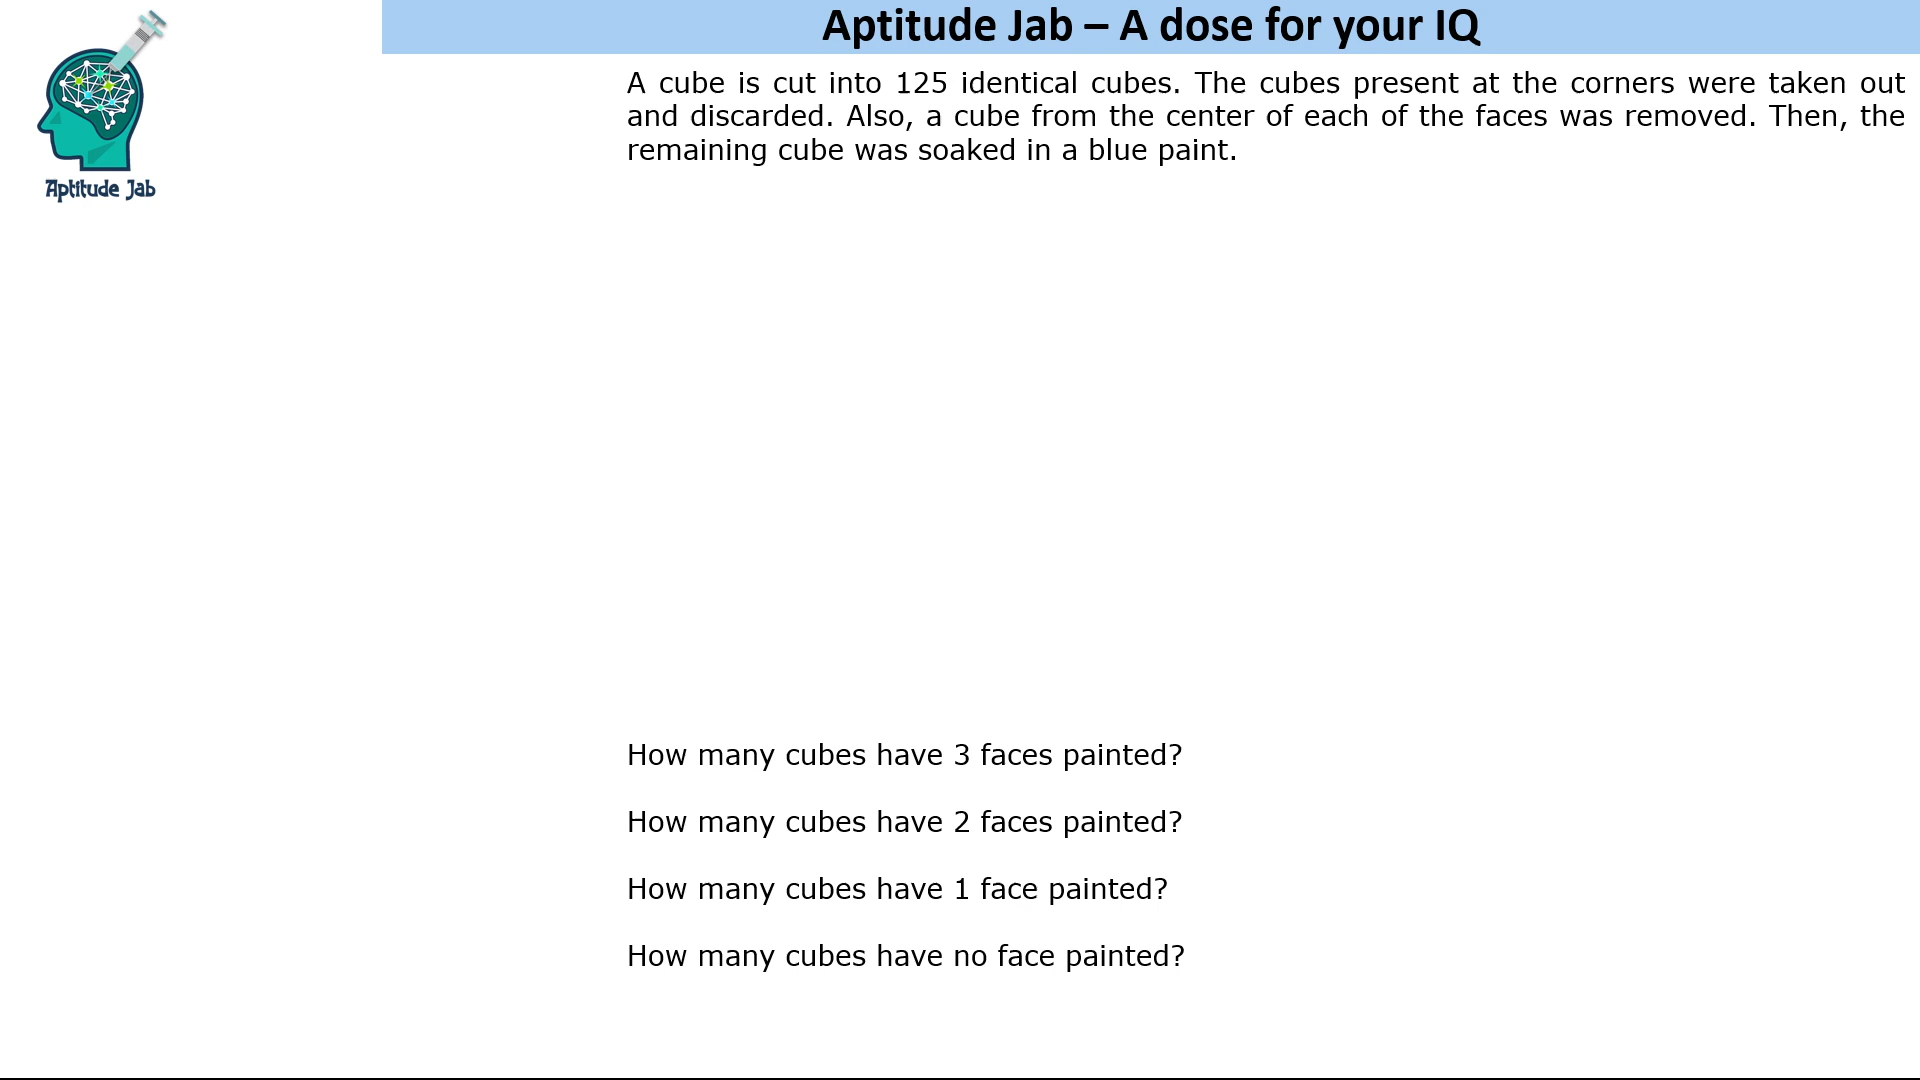 Aptitude Jab – A dose for your IQ
Aptitude Jab
A cube is cut into 125 identical cubes. The cubes present at the corners were taken out
and discarded. Also, a cube from the center of each of the faces was removed. Then, the
remaining cube was soaked in a blue paint.
How many cubes have 3 faces painted?
How many cubes have 2 faces painted?
How many cubes have 1 face painted?
How many cubes have no face painted?